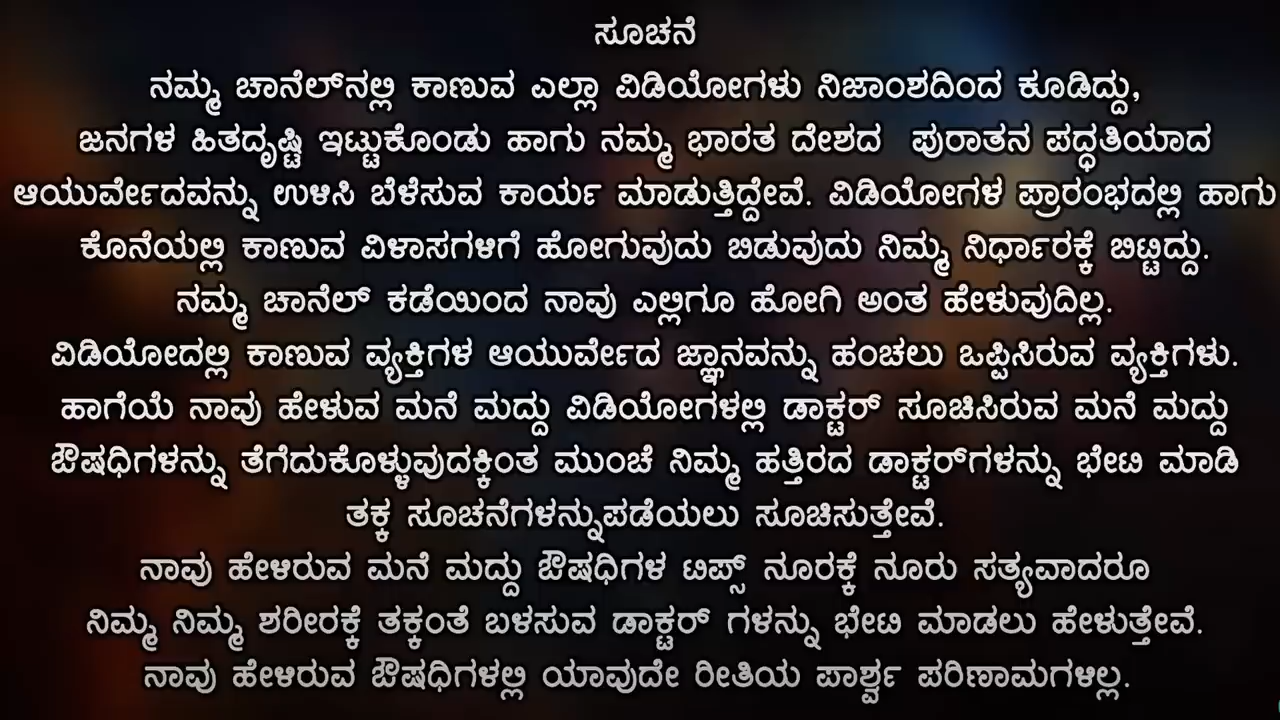 ಸೂಚನೆ
ನಮ್ಮ ಚಾನೆಲ್‌ನಲ್ಲಿ ಕಾಣುವ ಎಲ್ಲಾ ವಿಡಿಯೋಗಳು ನಿಜಾಂಶದಿಂದ ಕೂಡಿದ್ದು,
ಜನಗಳ ಹಿತದೃಷ್ಟಿ ಇಟ್ಟುಕೊಂಡು ಹಾಗು ನಮ್ಮ ಭಾರತ ದೇಶದ ಪುರಾತನ ಪದ್ಧತಿಯಾದ
ಆಯುರ್ವೇದವನ್ನು ಉಳಿಸಿ ಬೆಳೆಸುವ ಕಾರ್ಯ ಮಾಡುತ್ತಿದ್ದೇವೆ. ವಿಡಿಯೋಗಳ ಪ್ರಾರಂಭದಲ್ಲಿ ಹಾಗು
ಕೊನೆಯಲ್ಲಿ ಕಾಣುವ ವಿಳಾಸಗಳಿಗೆ ಹೋಗುವುದು ಬಿಡುವುದು ನಿಮ್ಮ ನಿರ್ಧಾರಕ್ಕೆ ಬಿಟ್ಟಿದ್ದು.
ನಮ್ಮ ಚಾನೆಲ್ ಕಡೆಯಿಂದ ನಾವು ಎಲ್ಲಿಗೂ ಹೋಗಿ ಅಂತ ಹೇಳುವುದಿಲ್ಲ.
ವಿಡಿಯೋದಲ್ಲಿ ಕಾಣುವ ವ್ಯಕ್ತಿಗಳ ಆಯುರ್ವೇದ ಜ್ಞಾನವನ್ನು ಹಂಚಲು ಒಪ್ಪಿಸಿರುವ ವ್ಯಕ್ತಿಗಳು.
ಹಾಗೆಯೆ ನಾವು ಹೇಳುವ ಮನೆ ಮದ್ದು ವಿಡಿಯೋಗಳಲ್ಲಿ ಡಾಕ್ಟರ್ ಸೂಚಿಸಿರುವ ಮನೆ ಮದ್ದು
ಔಷಧಿಗಳನ್ನು ತೆಗೆದುಕೊಳ್ಳುವುದಕ್ಕಿಂತ ಮುಂಚೆ ನಿಮ್ಮ ಹತ್ತಿರದ ಡಾಕ್ಟರ್‌ಗಳನ್ನು ಭೇಟಿ ಮಾಡಿ
ತಕ್ಕ ಸೂಚನೆಗಳನ್ನುಪಡೆಯಲು ಸೂಚಿಸುತ್ತೇವೆ.
ನಾವು ಹೇಳಿರುವ ಮನೆ ಮದ್ದು ಔಷಧಿಗಳ ಟಿಪ್ಸ್ ನೂರಕ್ಕೆ ನೂರು ಸತ್ಯವಾದರೂ
ನಿಮ್ಮ ನಿಮ್ಮ ಶರೀರಕ್ಕೆ ತಕ್ಕಂತೆ ಬಳಸುವ ಡಾಕ್ಟರ್ ಗಳನ್ನು ಭೇಟಿ ಮಾಡಲು ಹೇಳುತ್ತೇವೆ.
ನಾವು ಹೇಳಿರುವ ಔಷಧಿಗಳಲ್ಲಿ ಯಾವುದೇ ರೀತಿಯ ಪಾರ್ಶ್ವ ಪರಿಣಾಮಗಳಿಲ್ಲ.